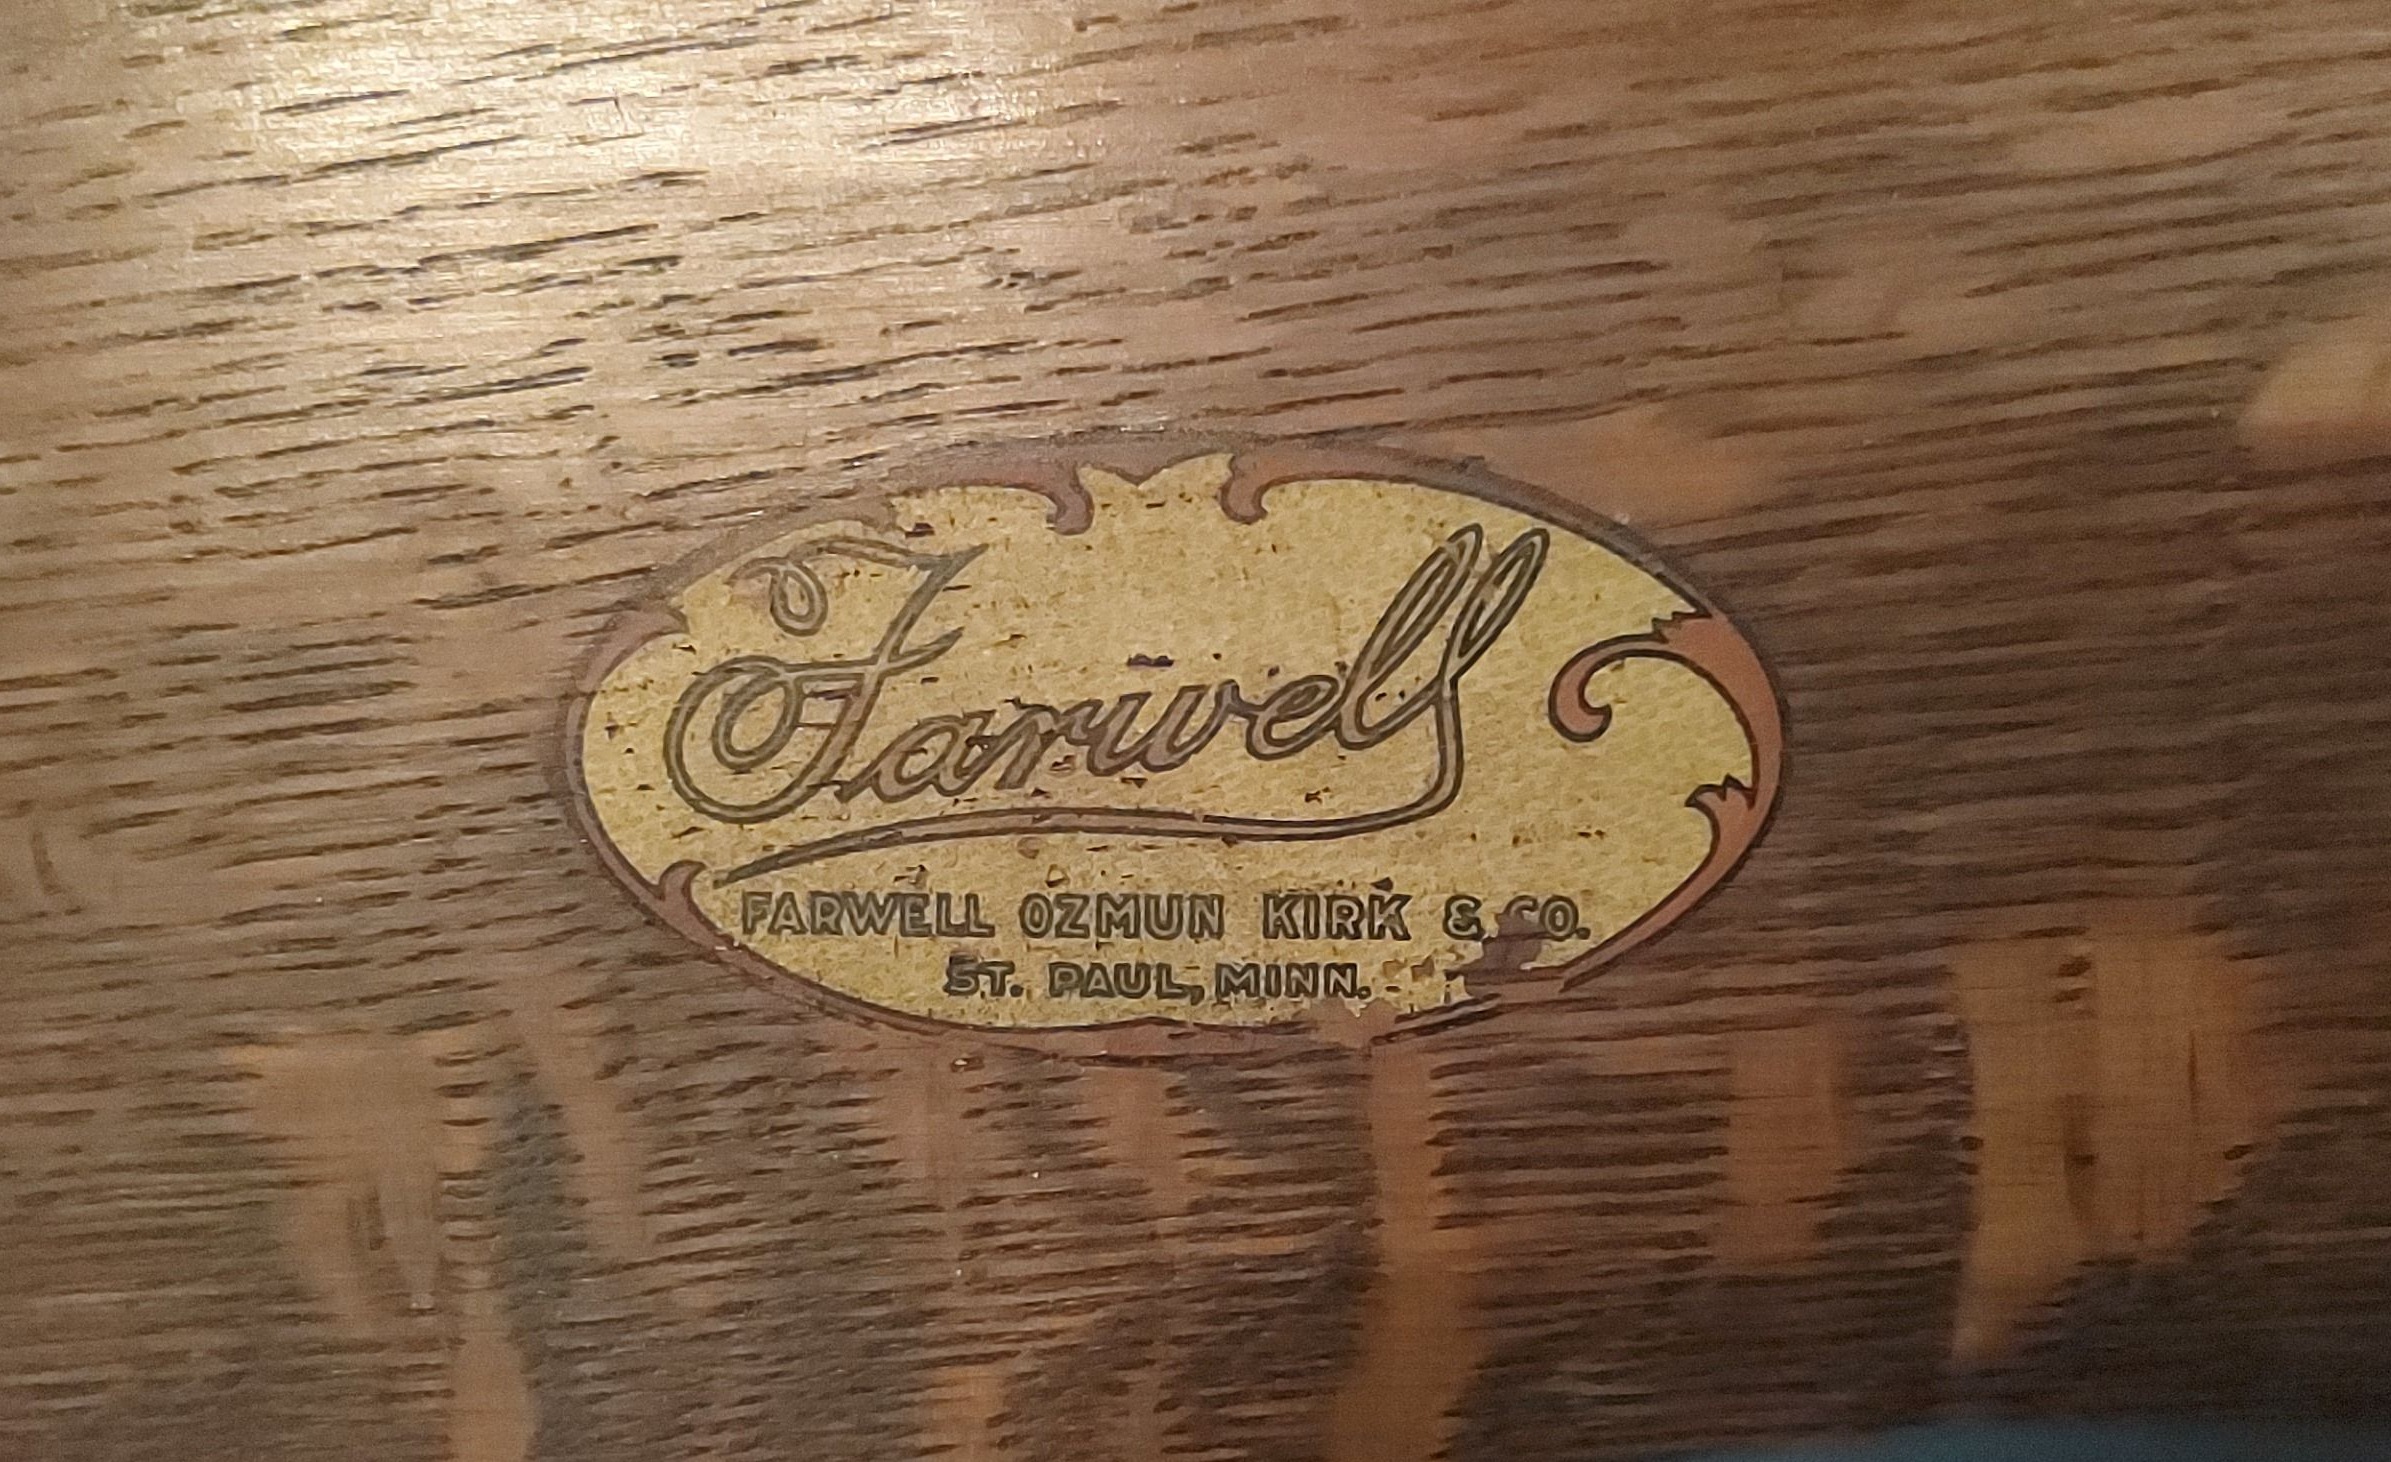 Farwell
FARWELL OZMUN KIRK & CO.
ST. PAUL, MINN.